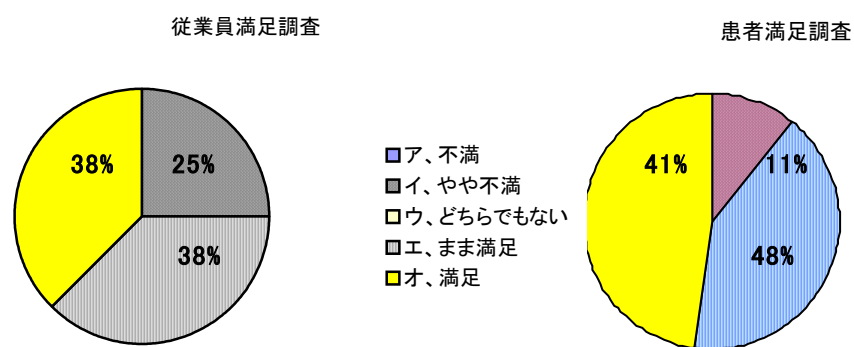 従業員満足調査
患者満足調査
38%
25%
38%
ア、不満
イ、やや不満
ウ、どちらでもない
エ、まま満足
オ、満足
41%
11%
48%